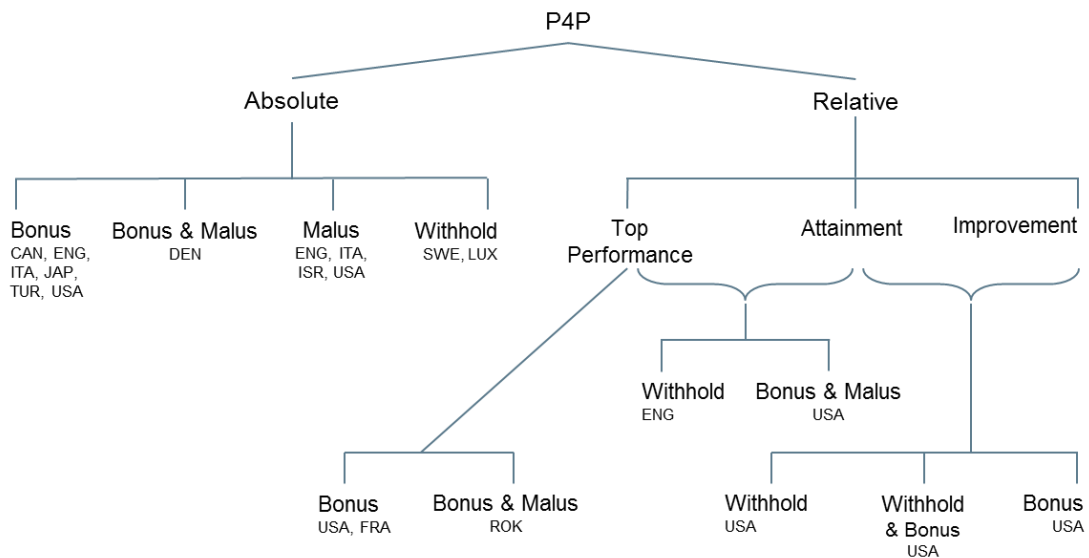 P4P
Absolute
Relative
Bonus
CAN, ENG,
ITA, JAP,
TUR, USA
Bonus & Malus
DEN
Malus
ENG, ITA,
ISR, USA
Withhold
SWE, LUX
Top
Performance
Attainment
Improvement
Withhold
ENG
Bonus & Malus
USA
Bonus
USA, FRA
Bonus & Malus
ROK
Withhold
USA
Withhold
& Bonus
USA
Bonus
USA